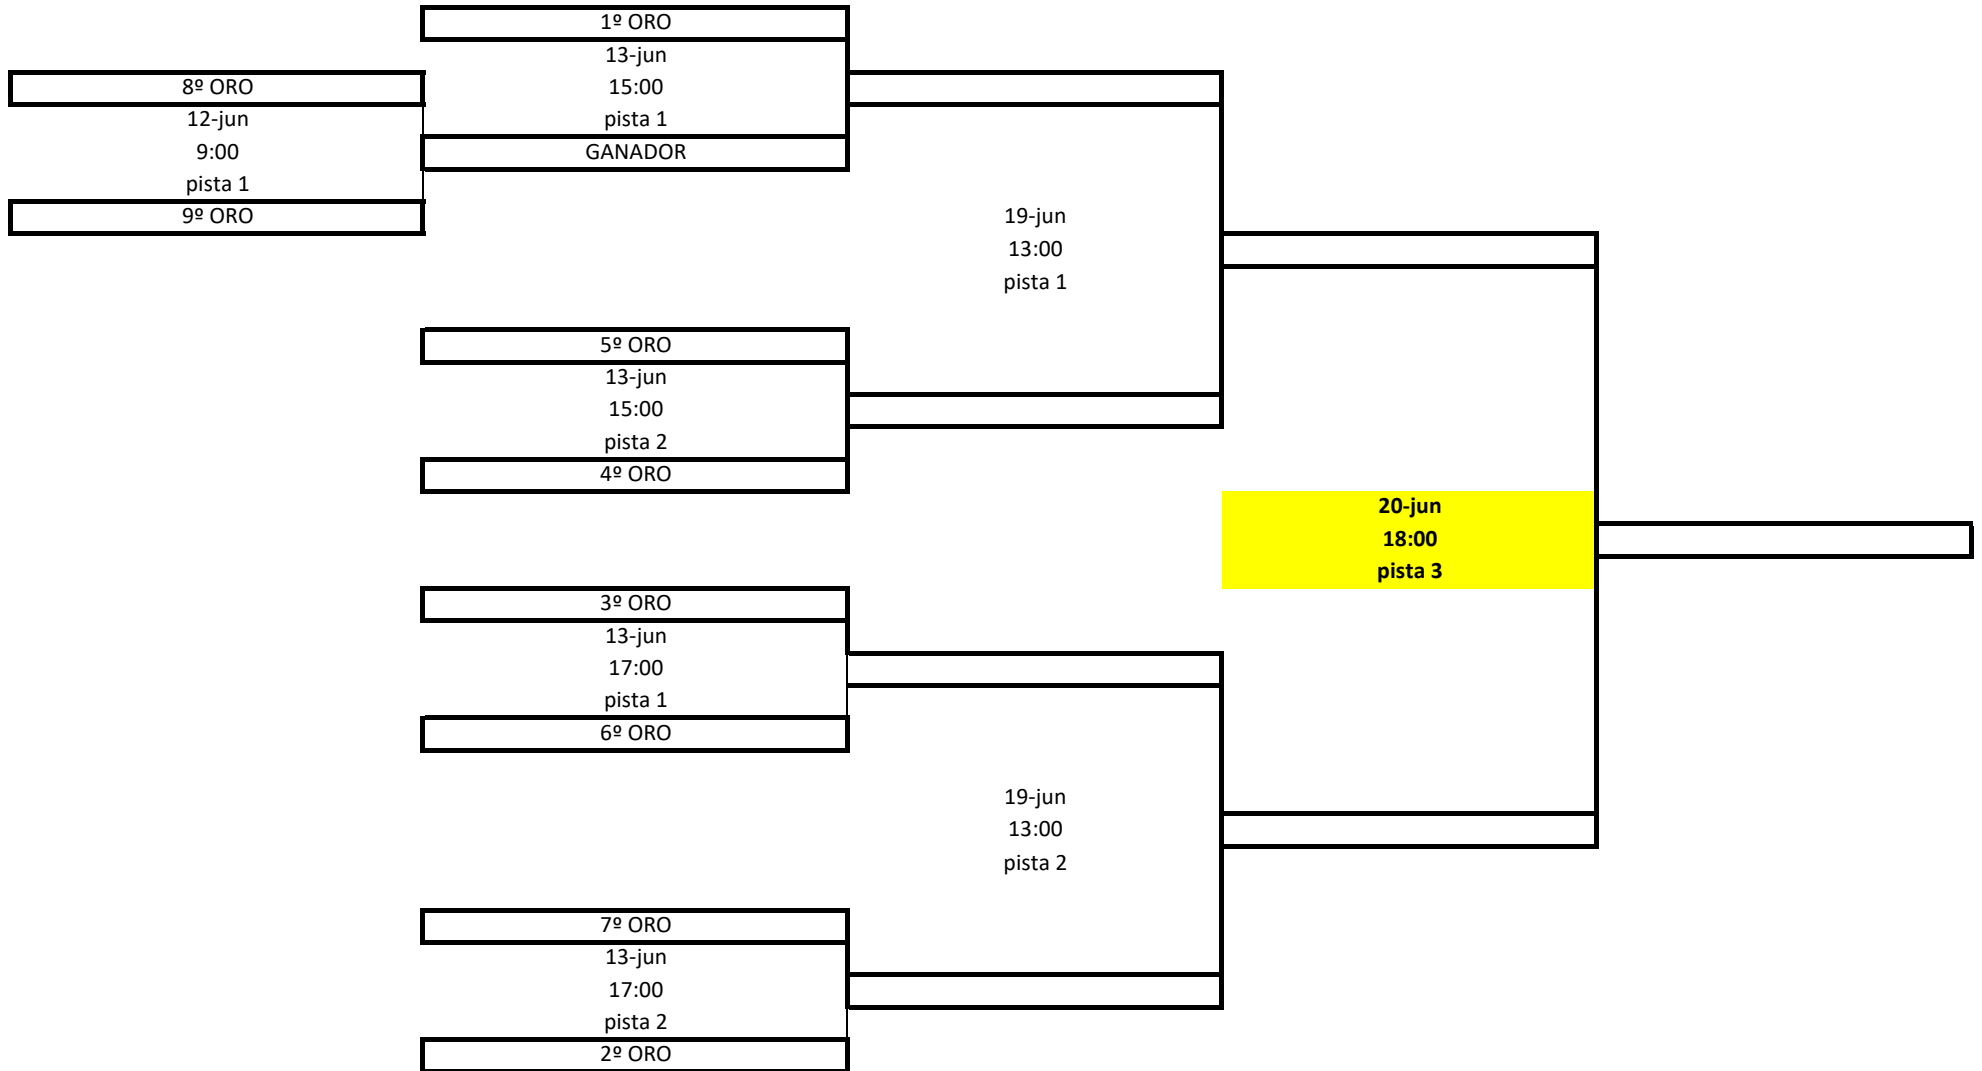 1º ORO
13-jun
15:00
pista 1
GANADOR
8º ORO
12-jun
9:00
pista 1
9º ORO
19-jun
13:00
pista 1
5º ORO
13-jun
15:00
pista 2
4º ORO
20-jun
18:00
pista 3
3º ORO
13-jun
17:00
pista 1
6º ORO
19-jun
13:00
pista 2
7º ORO
13-jun
17:00
pista 2
2º ORO